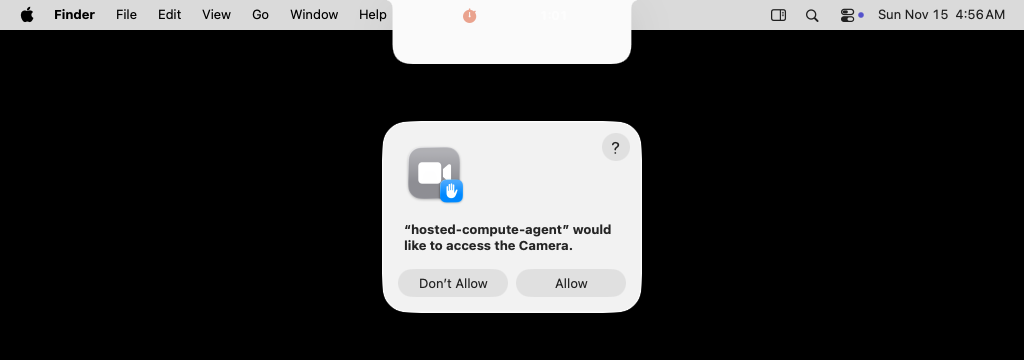 Finder File Edit View Go Window Help Sun Nov 15 4:56 AM
?
“hosted-compute-agent” would
like to access the Camera.
Don’t Allow Allow